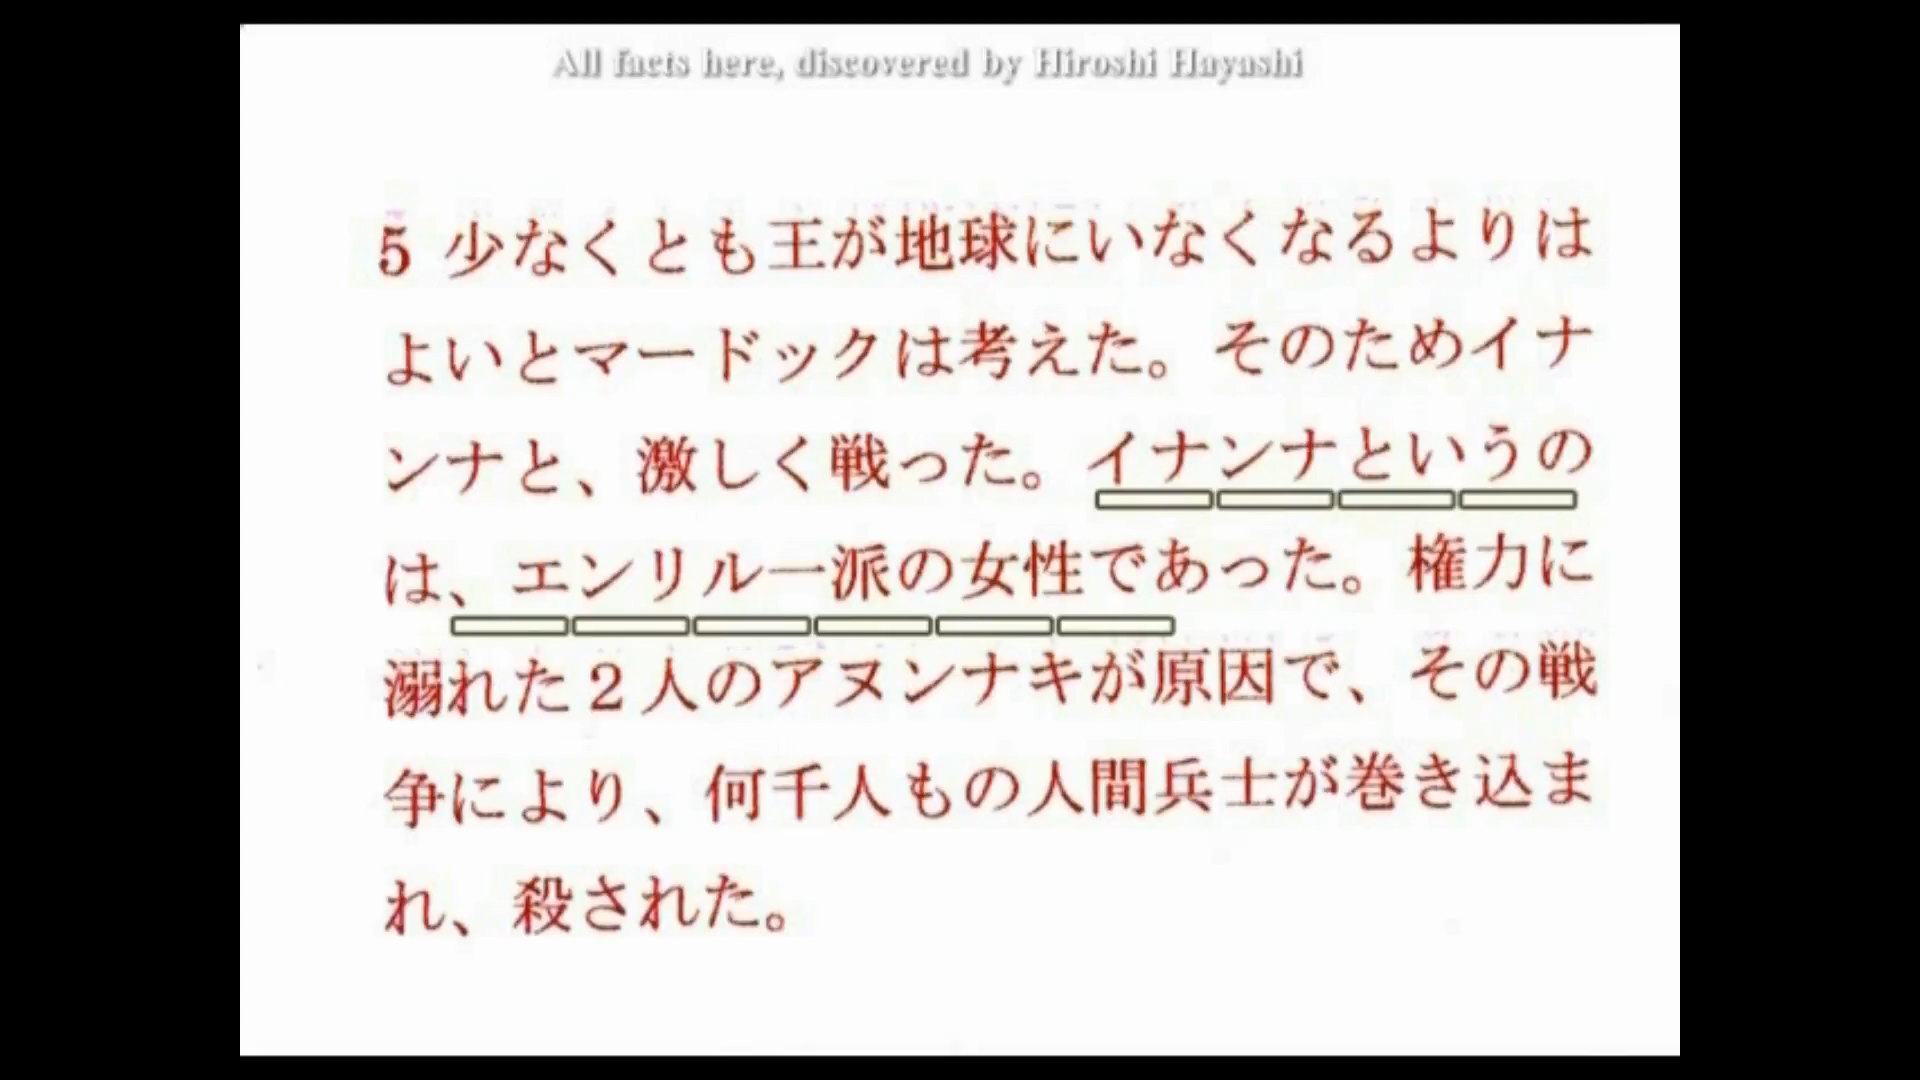 All facts here, discovered by Hiroshi Hayashi
5 少なくとも王が地球にいなくなるよりは
よいとマードックは考えた。そのためイナ
ンナと、激しく戦った。イナンナというの
は、エンリル一派の女性であった。権力に
溺れた2人のアヌンナキが原因で、その戦
争により、何千人もの人間兵士が巻き込ま
れ、殺された。